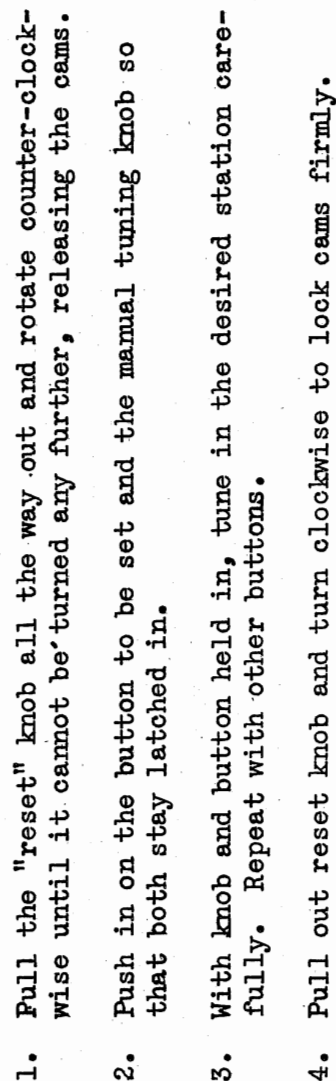 1. Pull the "reset" knob all the way out and rotate counter-clock-
wise until it cannot be turned any further, releasing the cams.
2. Push in on the button to be set and the manual tuning knob so
that both stay latched in.
3. With knob and button held in, tune in the desired station care-
fully. Repeat with other buttons.
4. Pull out reset knob and turn clockwise to lock cams firmly.